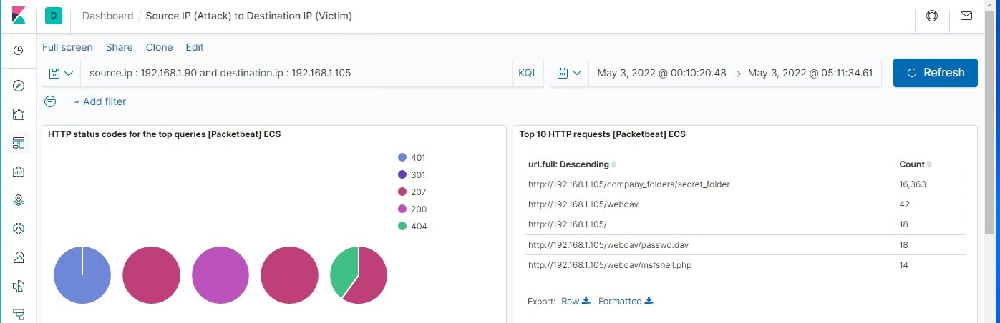 D Dashboard / Source IP (Attack) to Destination IP (Victim)
Full screen Share Clone Edit
source.ip : 192.168.1.90 and destination.ip : 192.168.1.105 KQL May 3, 2022 @ 00:10:20.48 → May 3, 2022 @ 05:11:34.61 Refresh
+ Add filter
HTTP status codes for the top queries [Packetbeat] ECS
401
301
207
200
404
Top 10 HTTP requests [Packetbeat] ECS
url.full: Descending Count
http://192.168.1.105/company_folders/secret_folder 16,363
http://192.168.1.105/webdav 42
http://192.168.1.105/ 18
http://192.168.1.105/webdav/passwd.dav 18
http://192.168.1.105/webdav/msfshell.php 14
Export: Raw Formatted